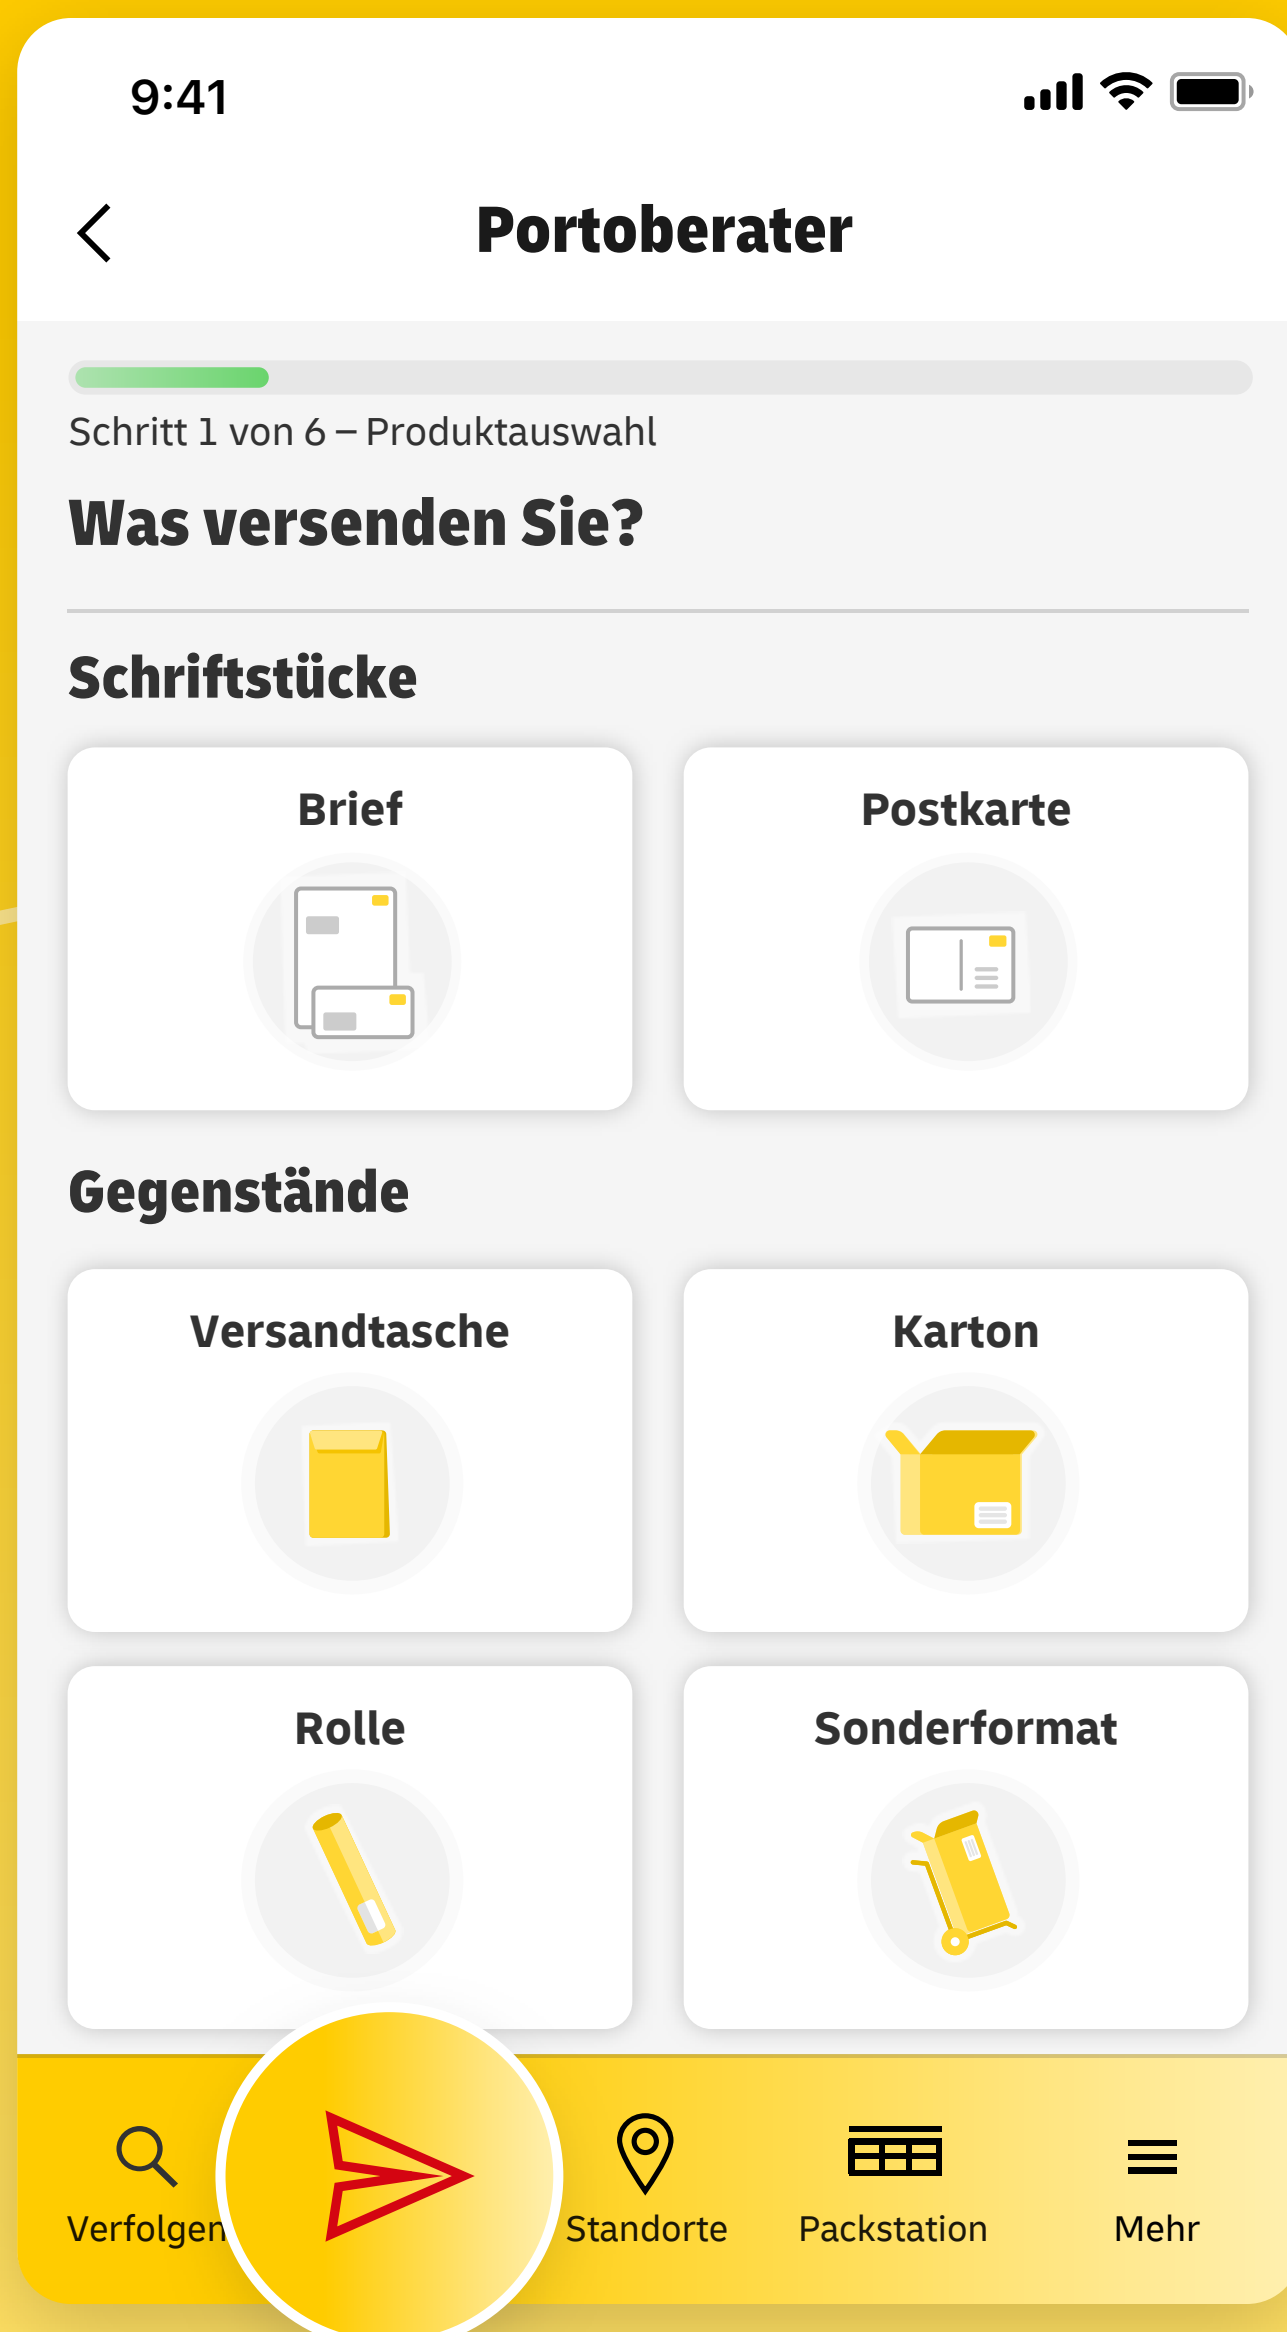 9:41
Portoberater
Schritt 1 von 6 – Produktauswahl
Was versenden Sie?
Schriftstücke
Brief
Postkarte
Gegenstände
Versandtasche
Karton
Rolle
Sonderformat
Verfolgen
Standorte
Packstation
Mehr